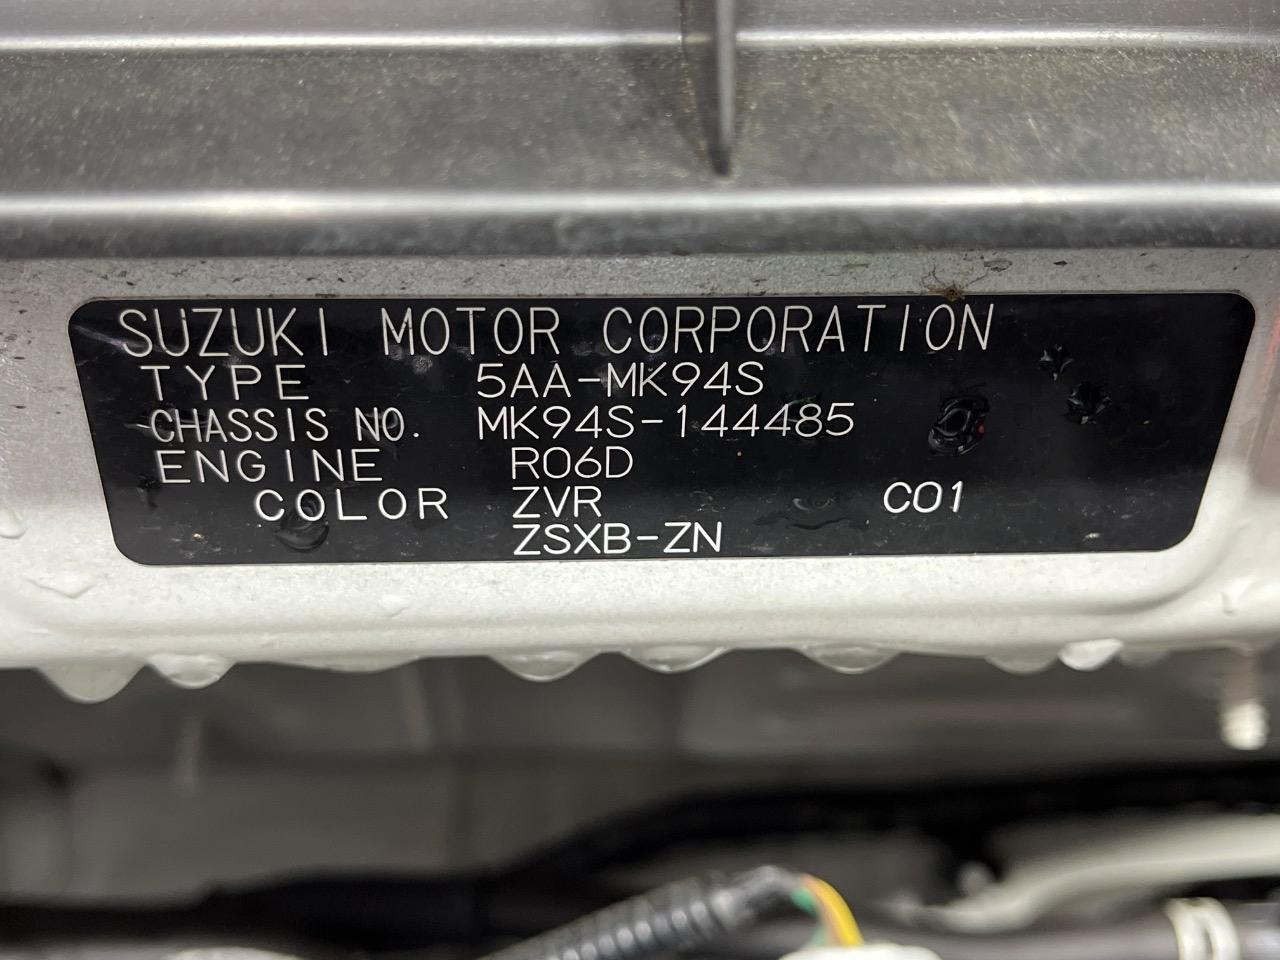 SUZUKI MOTOR CORPORATION
TYPE 5AA-MK94S
CHASSIS NO. MK94S-144485
ENGINE R06D
COLOR ZVR C01
ZSXB-ZN